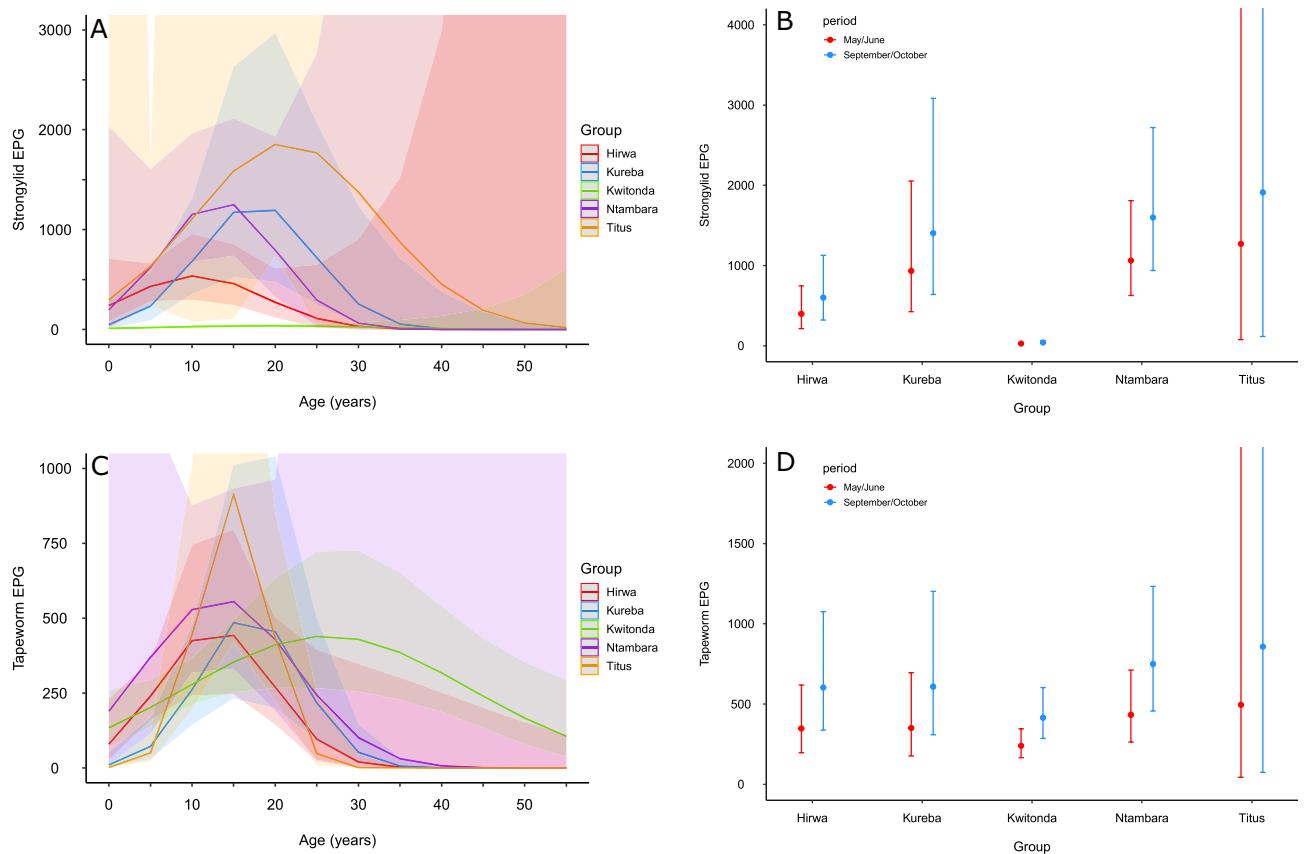 A
3000
2000
1000
0
Strongylid EPG
0 10 20 30 40 50
Age (years)
Group
Hirwa
Kureba
Kwitonda
Ntambara
Titus
B
period
May/June
September/October
4000
3000
2000
1000
0
Strongylid EPG
Hirwa Kureba Kwitonda Ntambara Titus
Group
C
1000
750
500
250
0
Tapeworm EPG
0 10 20 30 40 50
Age (years)
Group
Hirwa
Kureba
Kwitonda
Ntambara
Titus
D
period
May/June
September/October
2000
1500
1000
500
0
Tapeworm EPG
Hirwa Kureba Kwitonda Ntambara Titus
Group